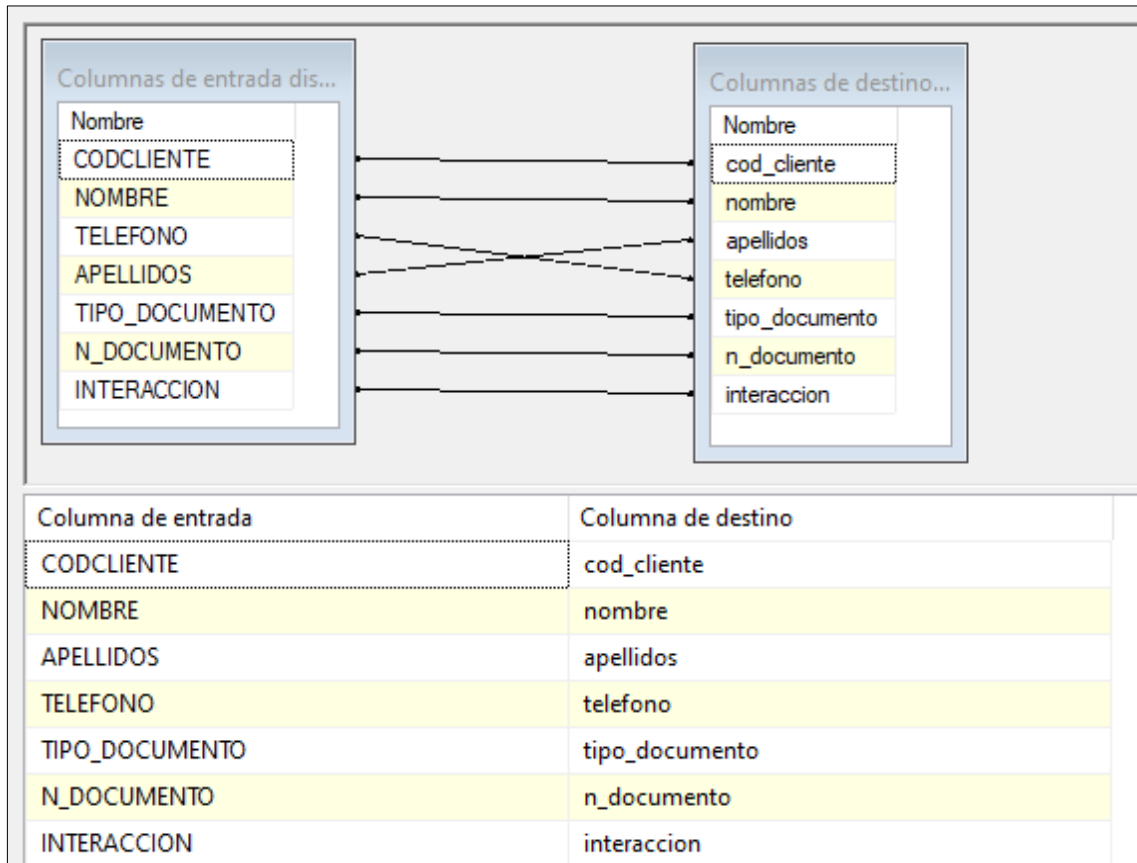 Columnas de entrada dis...
Nombre
CODCLIENTE
NOMBRE
TELEFONO
APELLIDOS
TIPO_DOCUMENTO
N_DOCUMENTO
INTERACCION
Columnas de destino...
Nombre
cod_cliente
nombre
apellidos
telefono
tipo_documento
n_documento
interaccion
Columna de entrada Columna de destino
CODCLIENTE cod_cliente
NOMBRE nombre
APELLIDOS apellidos
TELEFONO telefono
TIPO_DOCUMENTO tipo_documento
N_DOCUMENTO n_documento
INTERACCION interaccion